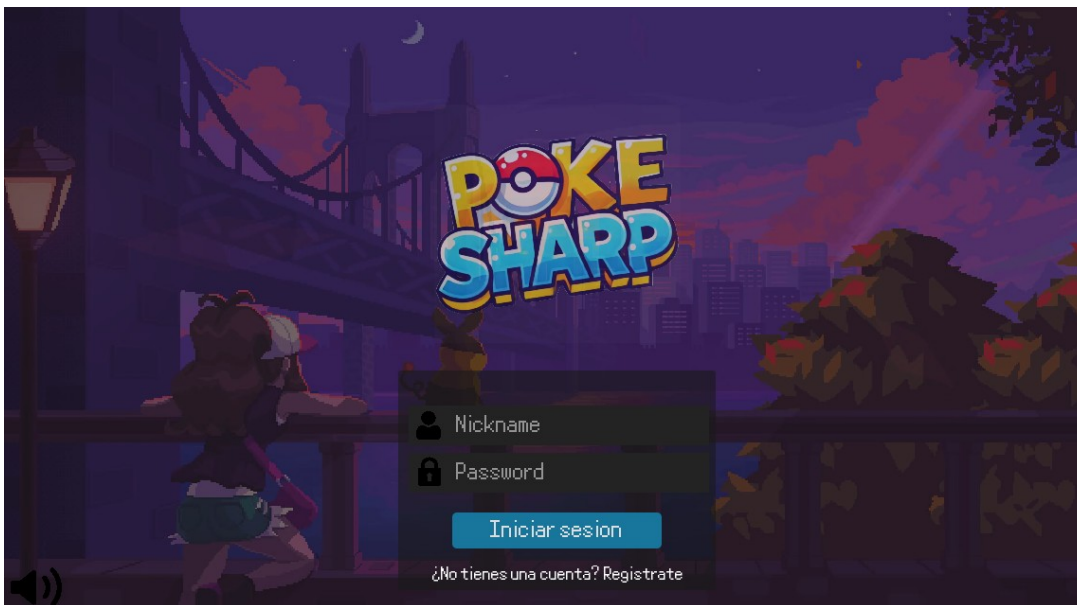 POKE
SHARP
Nickname
Password
Iniciar sesion
¿No tienes una cuenta? Registrate